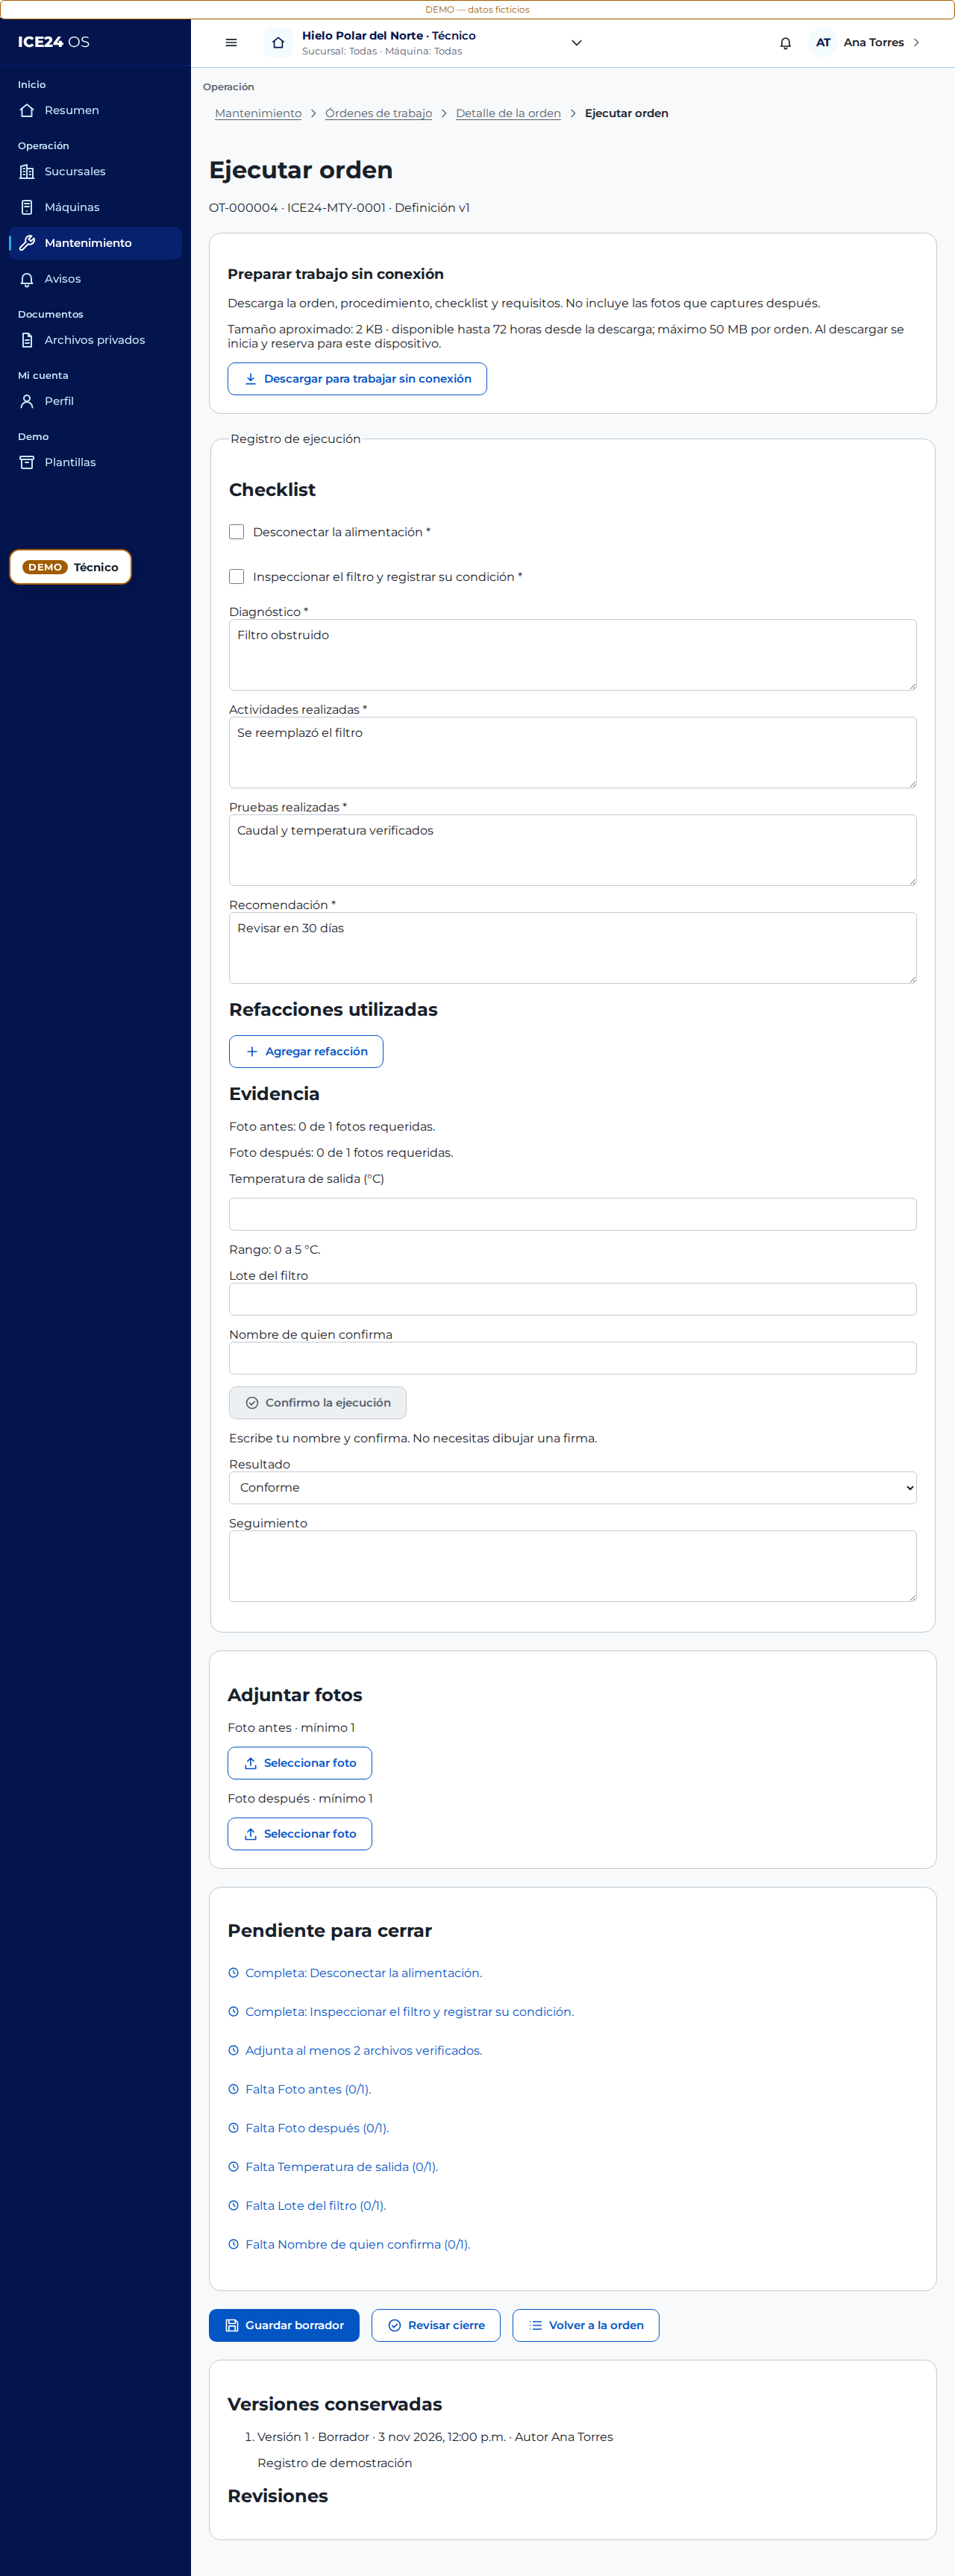 DEMO — datos ficticios
ICE24 OS
Inicio
Resumen
Operación
Sucursales
Máquinas
Mantenimiento
Avisos
Documentos
Archivos privados
Mi cuenta
Perfil
Demo
Plantillas
DEMO Técnico
Hielo Polar del Norte · Técnico
Sucursal: Todas · Máquina: Todas
AT Ana Torres
Operación
Mantenimiento > Órdenes de trabajo > Detalle de la orden > Ejecutar orden
Ejecutar orden
OT-000004 · ICE24-MTY-0001 · Definición v1
Preparar trabajo sin conexión
Descarga la orden, procedimiento, checklist y requisitos. No incluye las fotos que captures después.
Tamaño aproximado: 2 KB · disponible hasta 72 horas desde la descarga; máximo 50 MB por orden. Al descargar se
inicia y reserva para este dispositivo.
Descargar para trabajar sin conexión
Registro de ejecución
Checklist
Desconectar la alimentación *
Inspeccionar el filtro y registrar su condición *
Diagnóstico *
Filtro obstruido
Actividades realizadas *
Se reemplazó el filtro
Pruebas realizadas *
Caudal y temperatura verificados
Recomendación *
Revisar en 30 días
Refacciones utilizadas
Agregar refacción
Evidencia
Foto antes: 0 de 1 fotos requeridas.
Foto después: 0 de 1 fotos requeridas.
Temperatura de salida (°C)
Rango: 0 a 5 °C.
Lote del filtro
Nombre de quien confirma
Confirmo la ejecución
Escribe tu nombre y confirma. No necesitas dibujar una firma.
Resultado
Conforme
Seguimiento
Adjuntar fotos
Foto antes · mínimo 1
Seleccionar foto
Foto después · mínimo 1
Seleccionar foto
Pendiente para cerrar
Completa: Desconectar la alimentación.
Completa: Inspeccionar el filtro y registrar su condición.
Adjunta al menos 2 archivos verificados.
Falta Foto antes (0/1).
Falta Foto después (0/1).
Falta Temperatura de salida (0/1).
Falta Lote del filtro (0/1).
Falta Nombre de quien confirma (0/1).
Guardar borrador
Revisar cierre
Volver a la orden
Versiones conservadas
1. Versión 1 · Borrador · 3 nov 2026, 12:00 p.m. · Autor Ana Torres
Registro de demostración
Revisiones